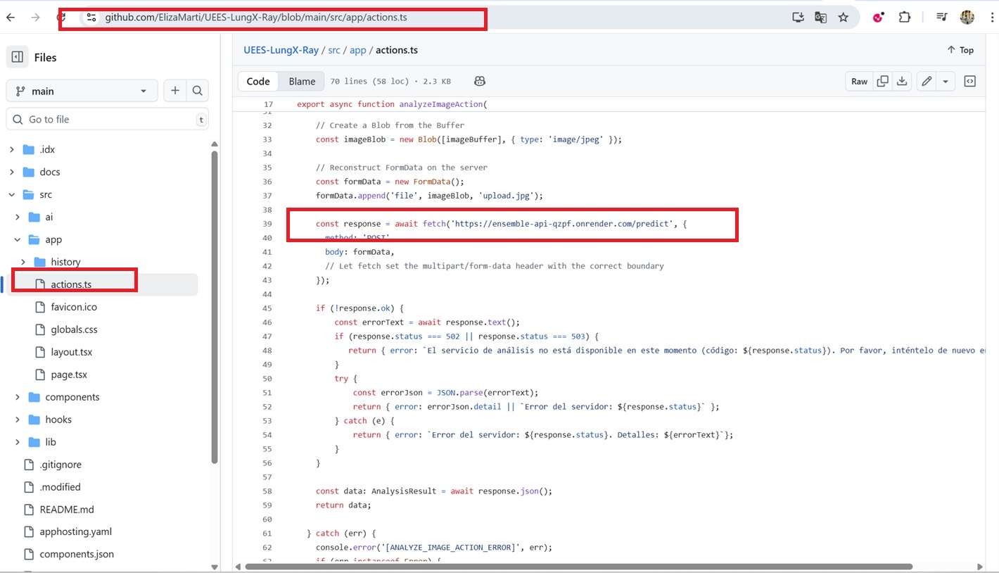 github.com/ElizaMarti/UEES-LungX-Ray/blob/main/src/app/actions.ts
Files
main
Go to file
t
.idx
docs
src
ai
app
history
actions.ts
favicon.ico
globals.css
layout.tsx
page.tsx
components
hooks
lib
.gitignore
.modified
README.md
apphosting.yaml
components.json
UEES-LungX-Ray / src / app / actions.ts
Top
Code Blame 70 lines (58 loc) · 2.3 KB
Raw
17 export async function analyzeImageAction(
31
32 // Create a Blob from the Buffer
33 const imageBlob = new Blob([imageBuffer], { type: 'image/jpeg' });
34
35 // Reconstruct FormData on the server
36 const formData = new FormData();
37 formData.append('file', imageBlob, 'upload.jpg');
38
39 const response = await fetch('https://ensemble-api-qzpf.onrender.com/predict', {
40 method: 'POST'
41 body: formData,
42 // Let fetch set the multipart/form-data header with the correct boundary
43 });
44
45 if (!response.ok) {
46 const errorText = await response.text();
47 if (response.status === 502 || response.status === 503) {
48 return { error: `El servicio de análisis no está disponible en este momento (código: ${response.status}). Por favor, inténtelo de nuevo
49 }
50 try {
51 const errorJson = JSON.parse(errorText);
52 return { error: errorJson.detail || `Error del servidor: ${response.status}` };
53 } catch (e) {
54 return { error: `Error del servidor: ${response.status}. Detalles: ${errorText}`};
55 }
56 }
57
58 const data: AnalysisResult = await response.json();
59 return data;
60
61 } catch (err) {
62 console.error('[ANALYZE_IMAGE_ACTION_ERROR]', err);
63 if (err instanceof Error) {